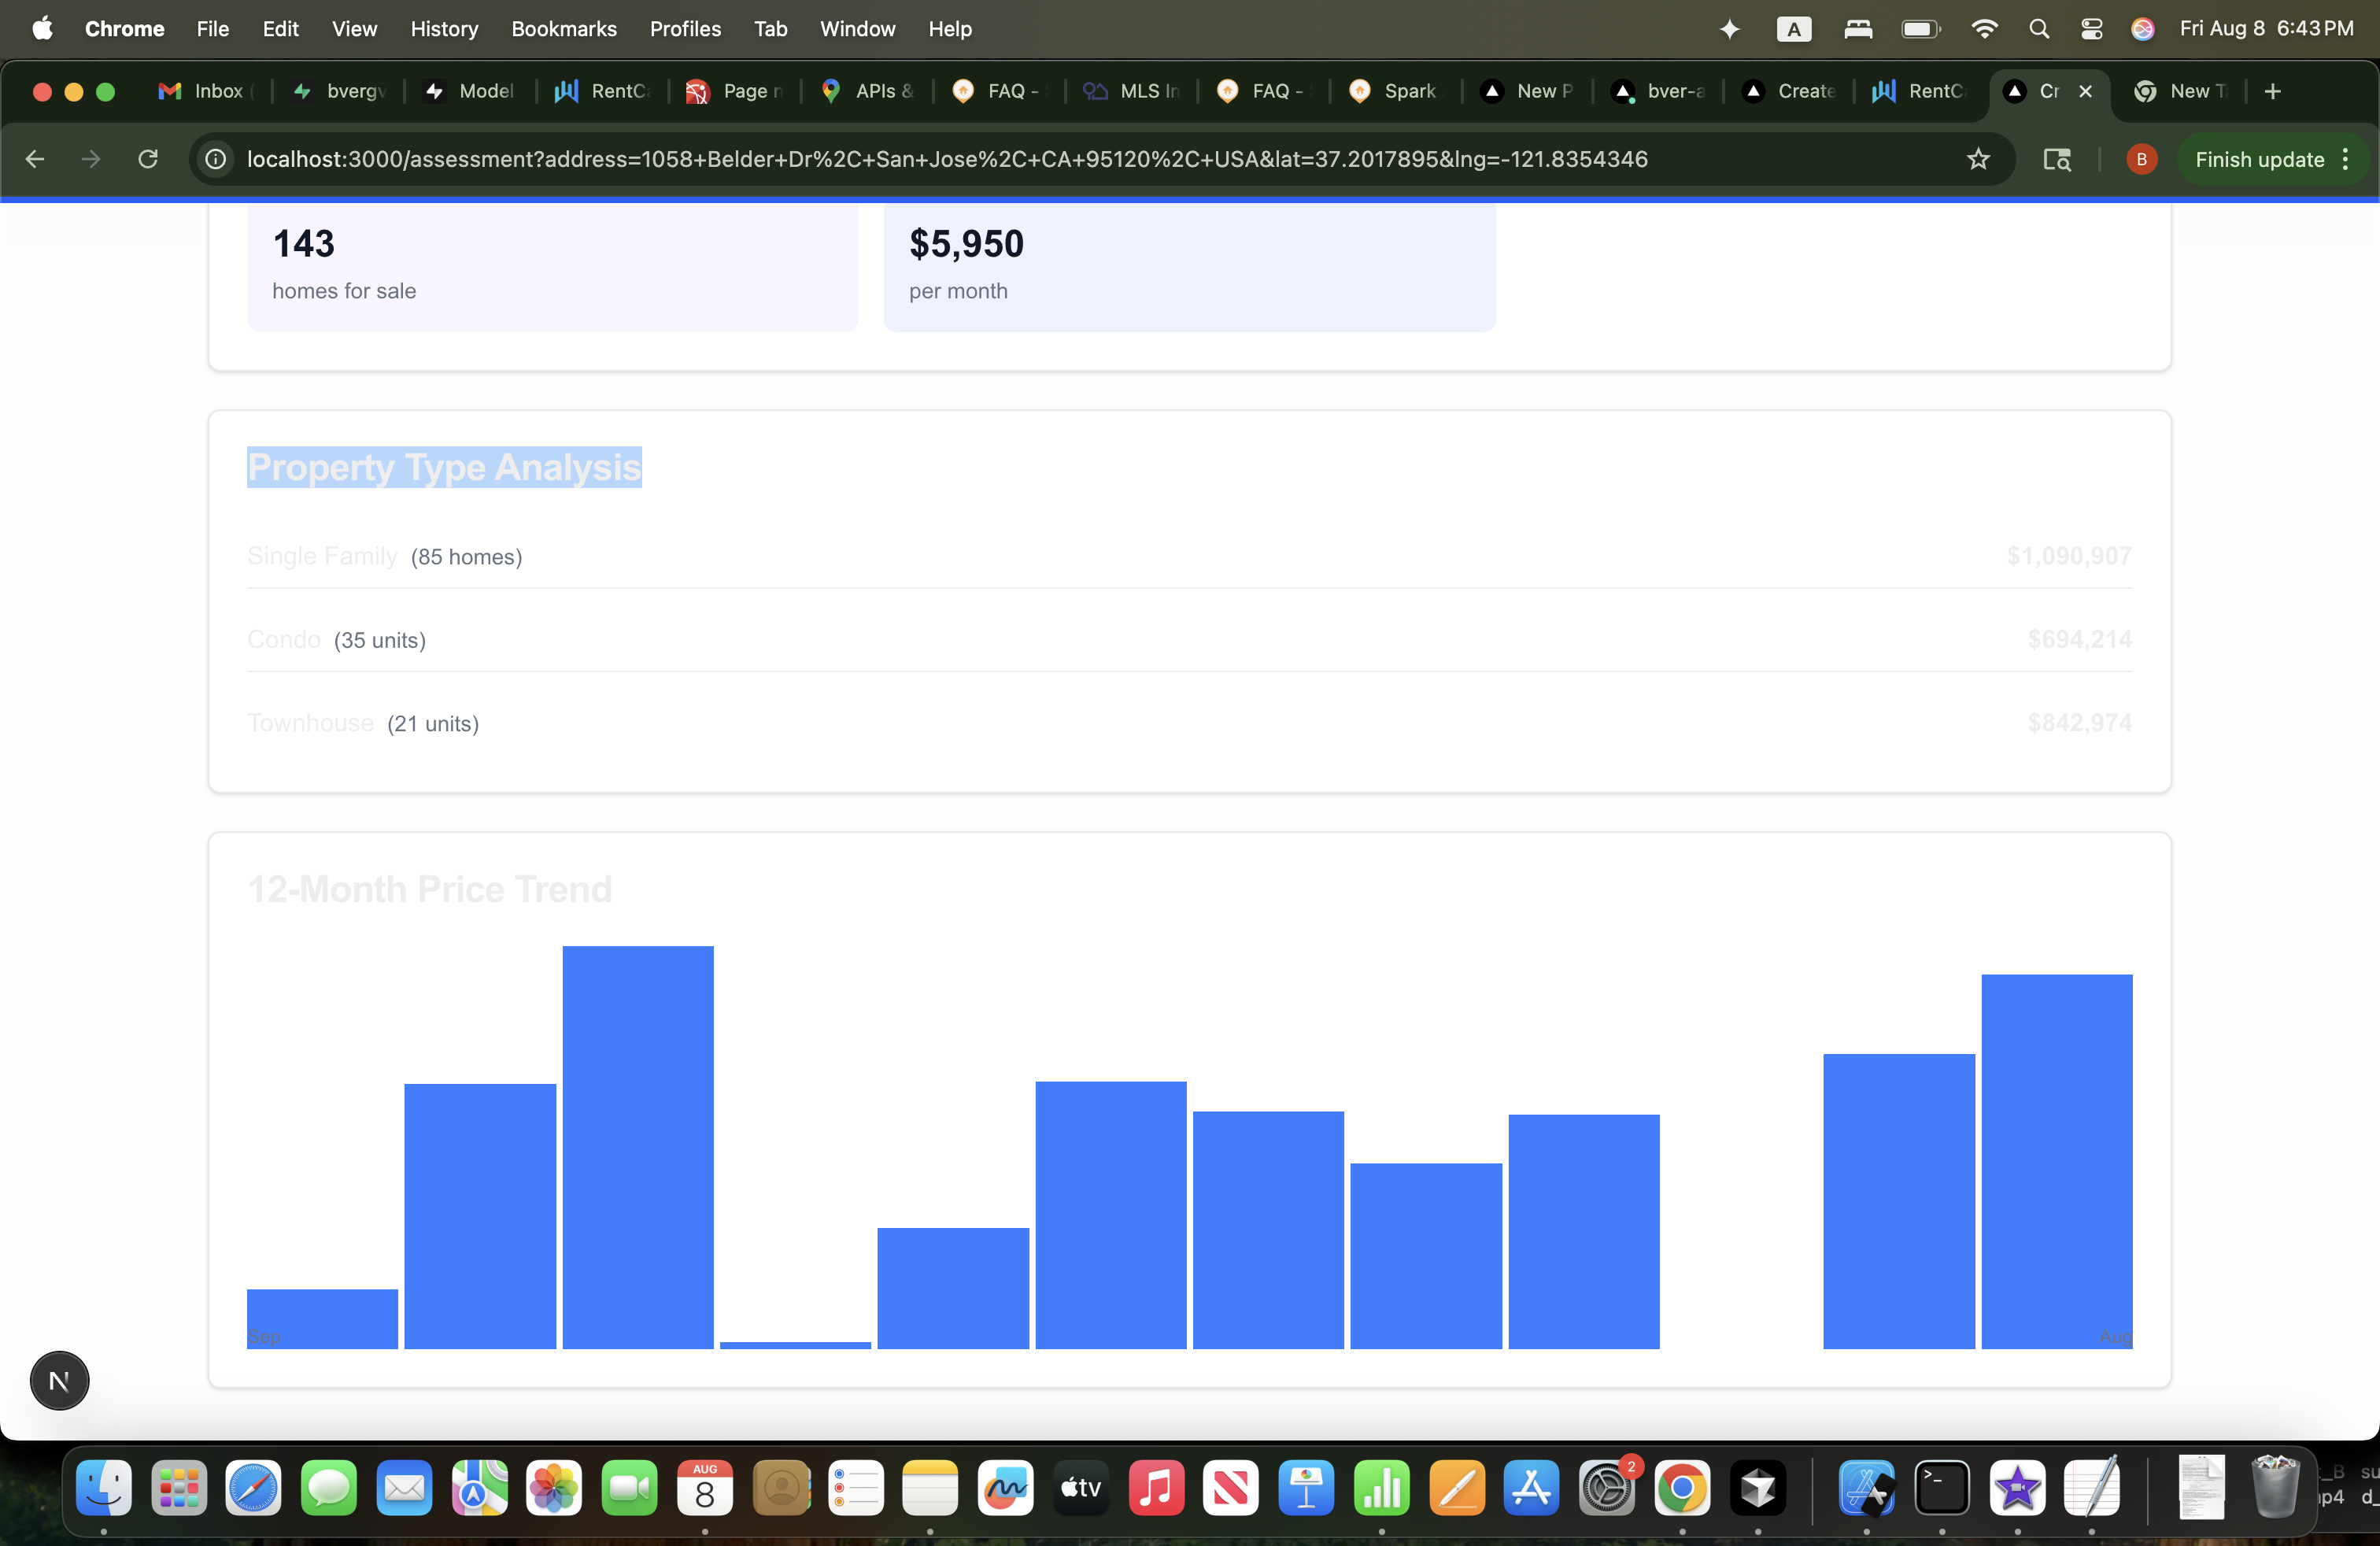 Chrome File Edit View History Bookmarks Profiles Tab Window Help A Fri Aug 8 6:43 PM
Inbox bvergv Model RentCa Page n APIs & FAQ - MLS In FAQ - Spark New P bver-a Create RentC Cr New T
localhost:3000/assessment?address=1058+Belder+Dr%2C+San+Jose%2C+CA+95120%2C+USA&lat=37.2017895&lng=-121.8354346 B Finish update
143 $5,950
homes for sale per month
Property Type Analysis
Single Family (85 homes) $1,090,907
Condo (35 units) $694,214
Townhouse (21 units) $842,974
12-Month Price Trend
Sep Aug
N
AUG
8
tv
2